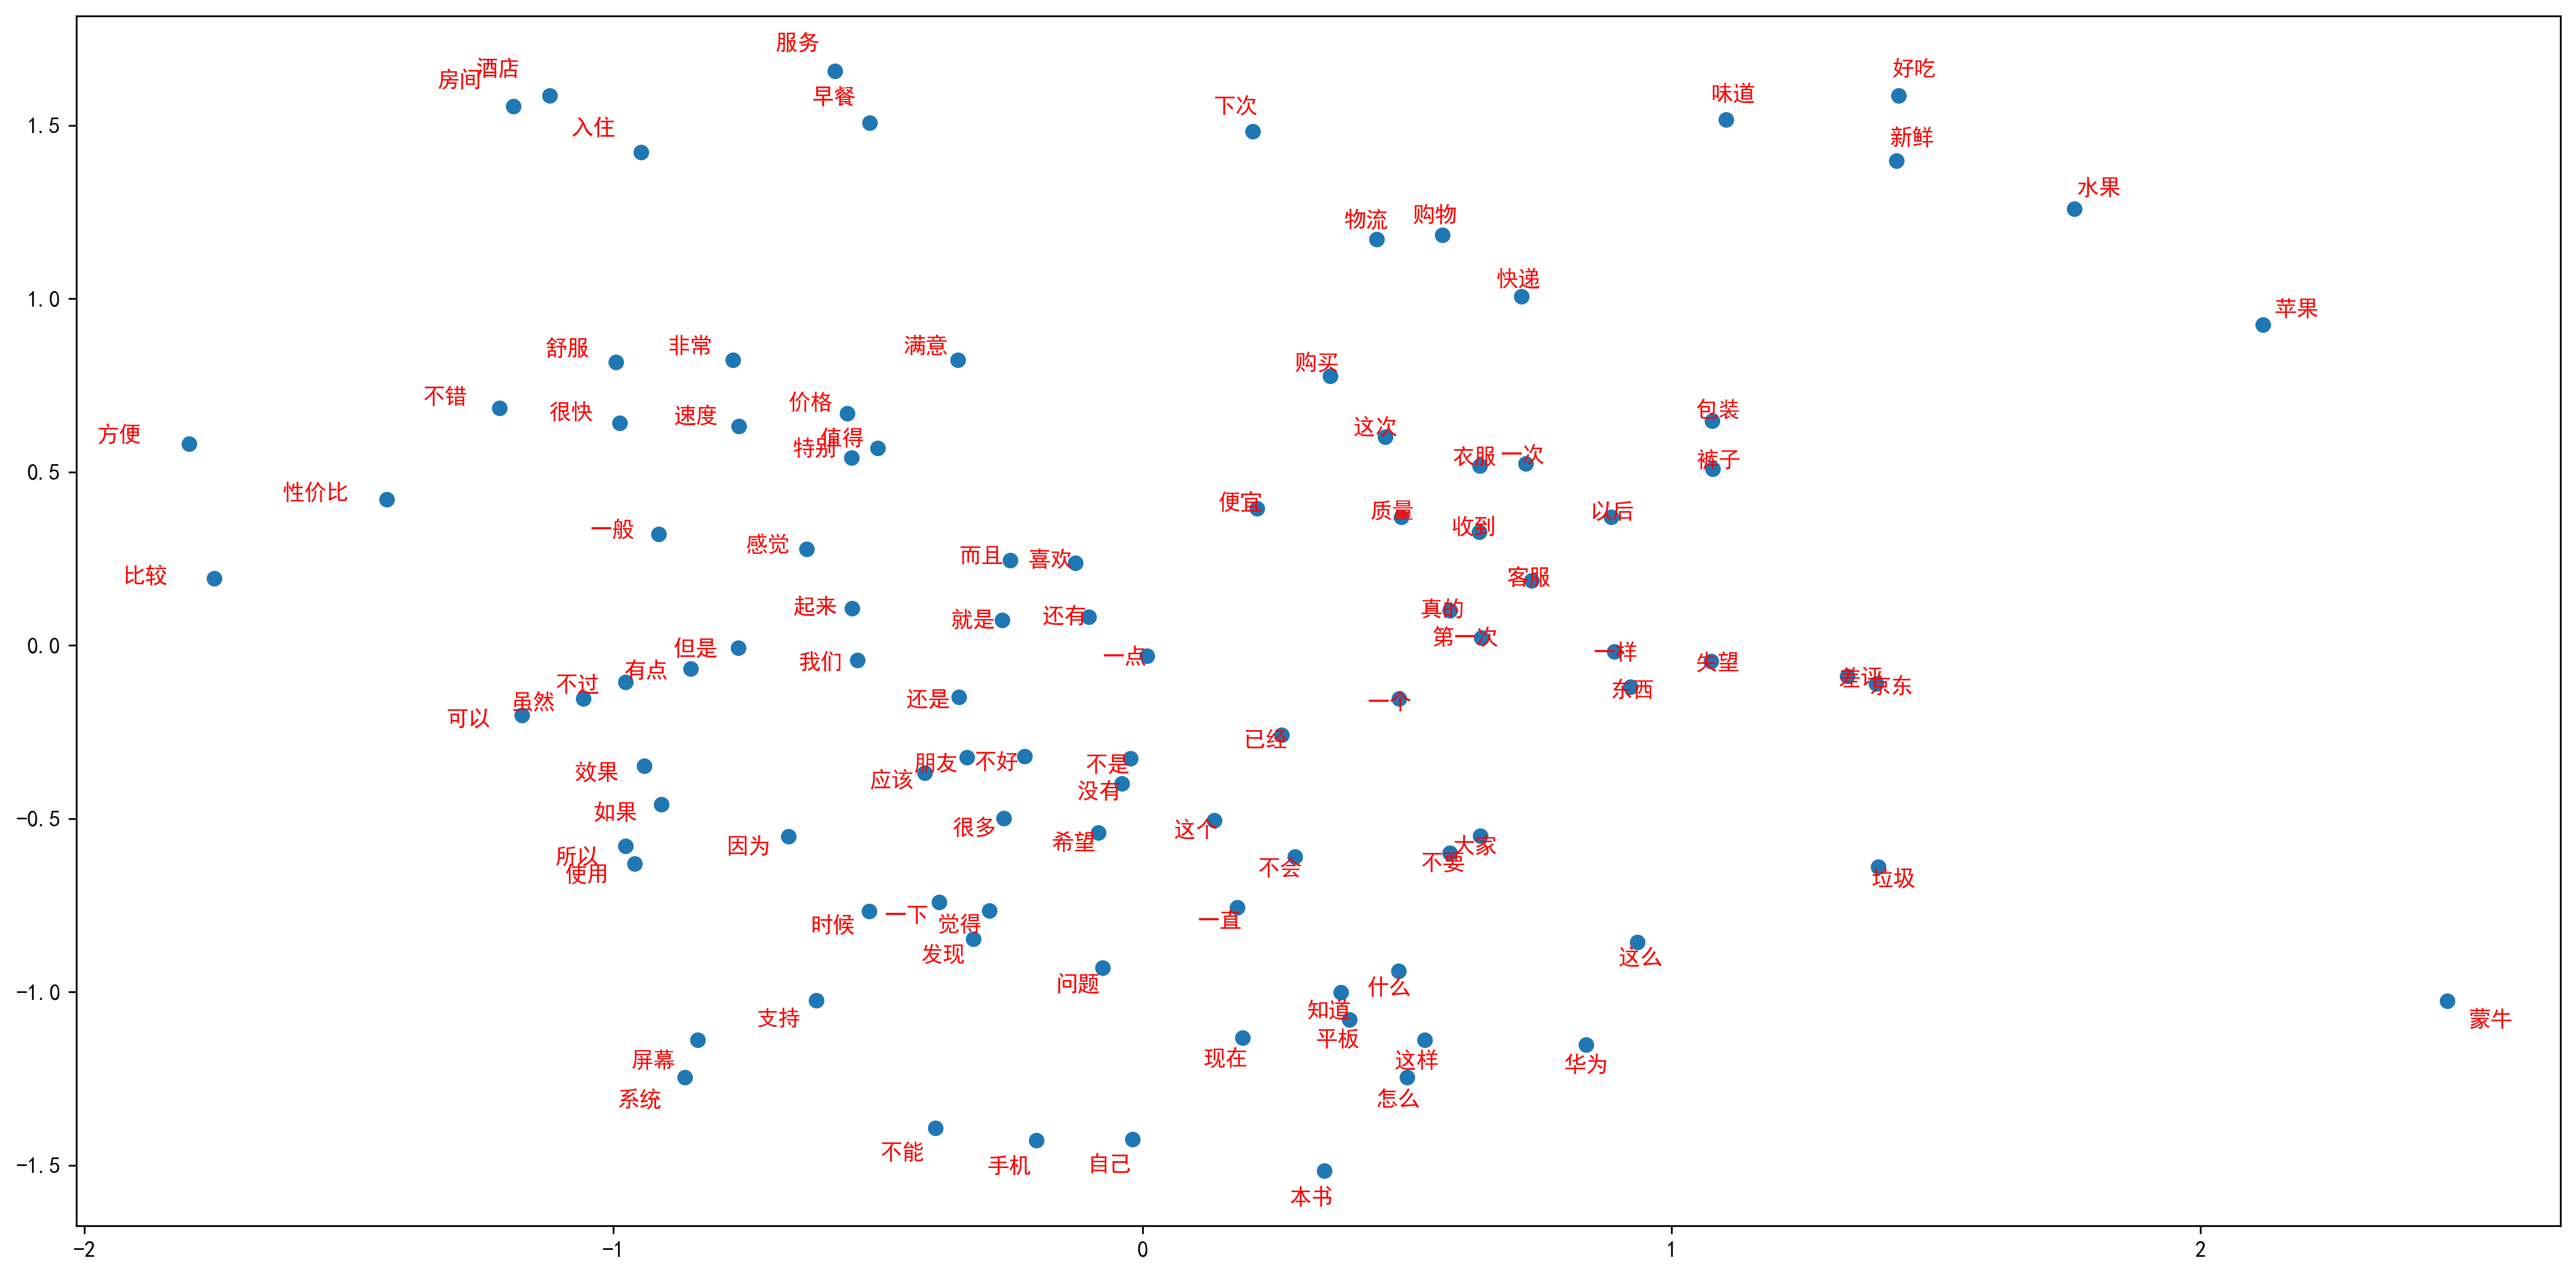 服务
酒店
房间
早餐
入住
下次
好吃
味道
新鲜
水果
物流
购物
快递
苹果
舒服
非常
满意
购买
不错
很快
速度
价格
值得
特别
方便
这次
包装
衣服
一次
裤子
性价比
便宜
质量
收到
以后
一般
感觉
而且
喜欢
比较
客服
起来
就是
还有
真的
第一次
但是
有点
我们
一点
一样
失望
差评
京东
不过
虽然
可以
还是
一个
东西
已经
效果
应该
朋友
不好
不是
没有
如果
因为
很多
希望
这个
不会
不要
大家
所以
使用
垃圾
时候
一下
觉得
发现
一直
问题
这么
什么
知道
平板
支持
蒙牛
屏幕
系统
现在
这样
怎么
华为
不能
手机
自己
本书
1.5
1.0
0.5
0.0
−0.5
−1.0
−1.5
−2
−1
0
1
2